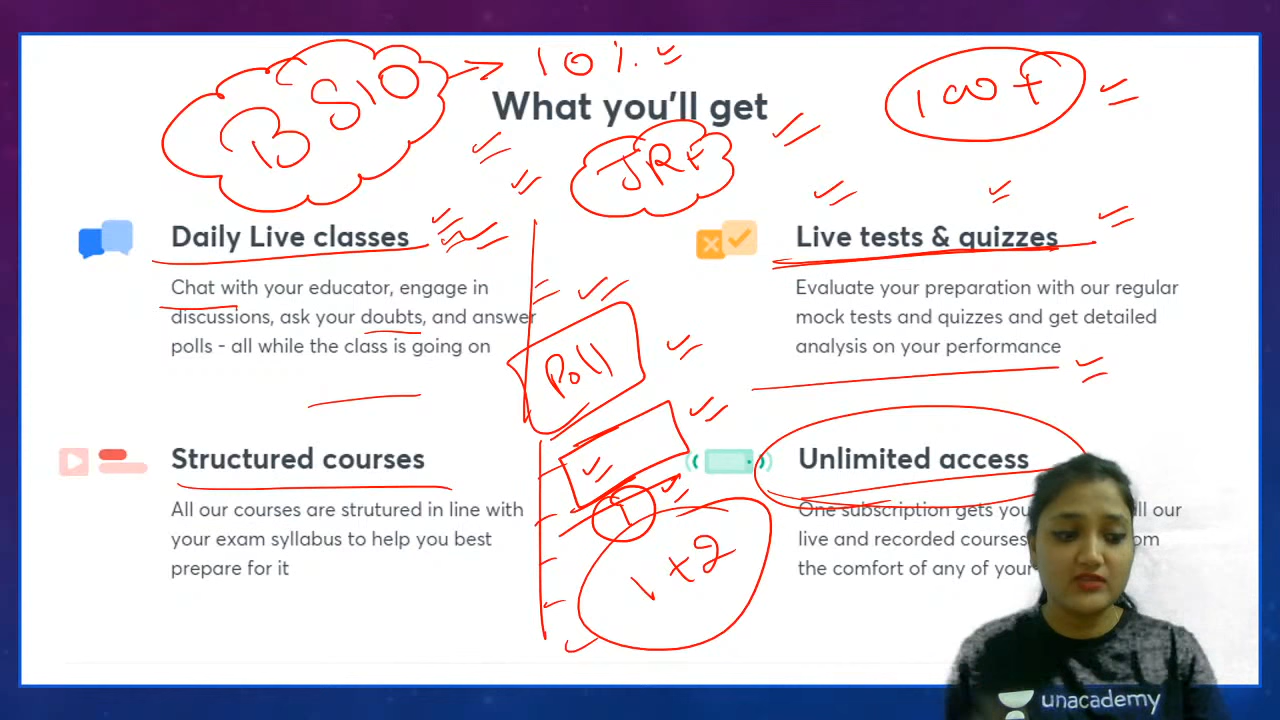 BSIO
10%
100+
What you'll get
JRF
Daily Live classes
Chat with your educator, engage in
discussions, ask your doubts, and answer
polls - all while the class is going on
Live tests & quizzes
Evaluate your preparation with our regular
mock tests and quizzes and get detailed
analysis on your performance
Poll
Structured courses
All our courses are strutured in line with
your exam syllabus to help you best
prepare for it
1
1+2
Unlimited access
One subscription gets you all our
live and recorded courses
the comfort of any of your
unacademy